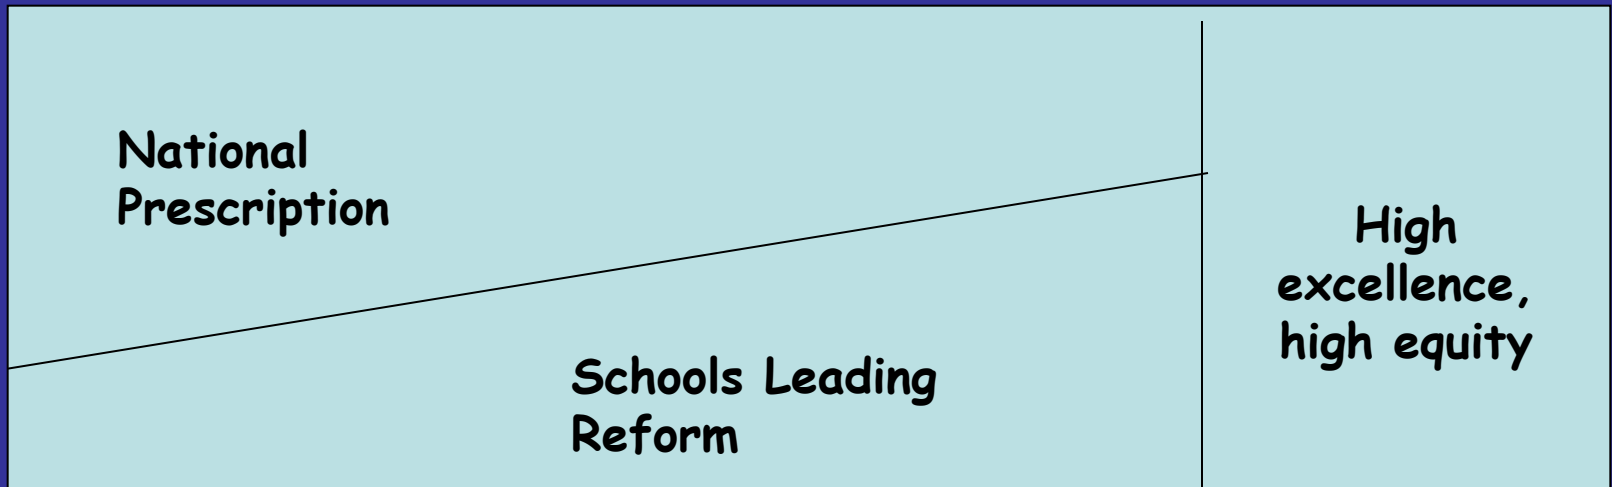 National
Prescription
Schools Leading
Reform
High
excellence,
high equity